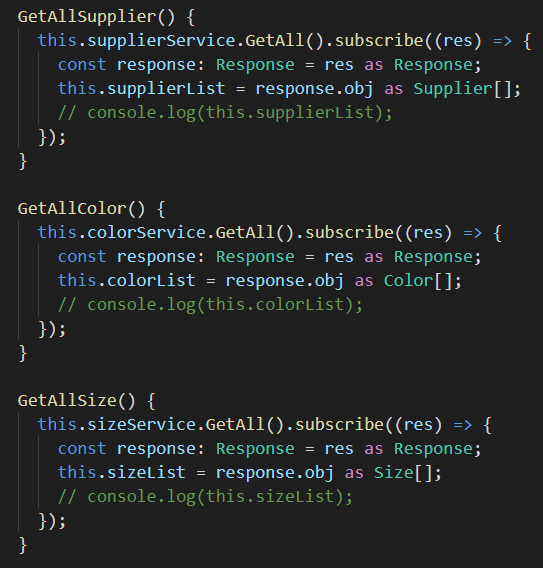 GetAllSupplier() {
  this.supplierService.GetAll().subscribe((res) => {
    const response: Response = res as Response;
    this.supplierList = response.obj as Supplier[];
    // console.log(this.supplierList);
  });
}

GetAllColor() {
  this.colorService.GetAll().subscribe((res) => {
    const response: Response = res as Response;
    this.colorList = response.obj as Color[];
    // console.log(this.colorList);
  });
}

GetAllSize() {
  this.sizeService.GetAll().subscribe((res) => {
    const response: Response = res as Response;
    this.sizeList = response.obj as Size[];
    // console.log(this.sizeList);
  });
}